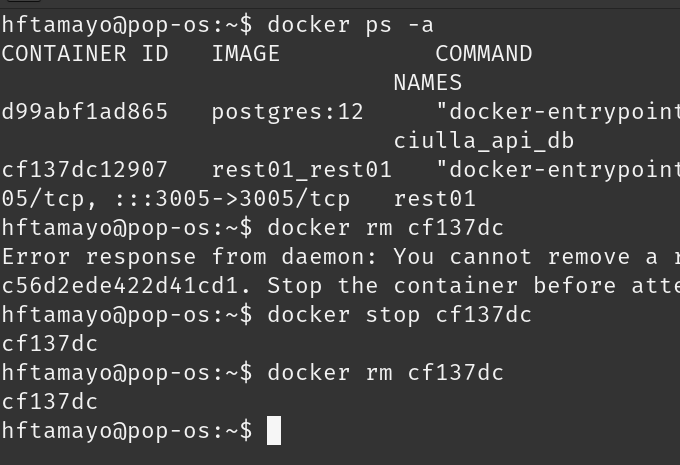 hftamayo@pop-os:~$ docker ps -a
CONTAINER ID   IMAGE           COMMAND
NAMES
d99abf1ad865   postgres:12     "docker-entrypoint
ciulla_api_db
cf137dc12907   rest01_rest01   "docker-entrypoint
05/tcp, :::3005->3005/tcp   rest01
hftamayo@pop-os:~$ docker rm cf137dc
Error response from daemon: You cannot remove a r
c56d2ede422d41cd1. Stop the container before atte
hftamayo@pop-os:~$ docker stop cf137dc
cf137dc
hftamayo@pop-os:~$ docker rm cf137dc
cf137dc
hftamayo@pop-os:~$